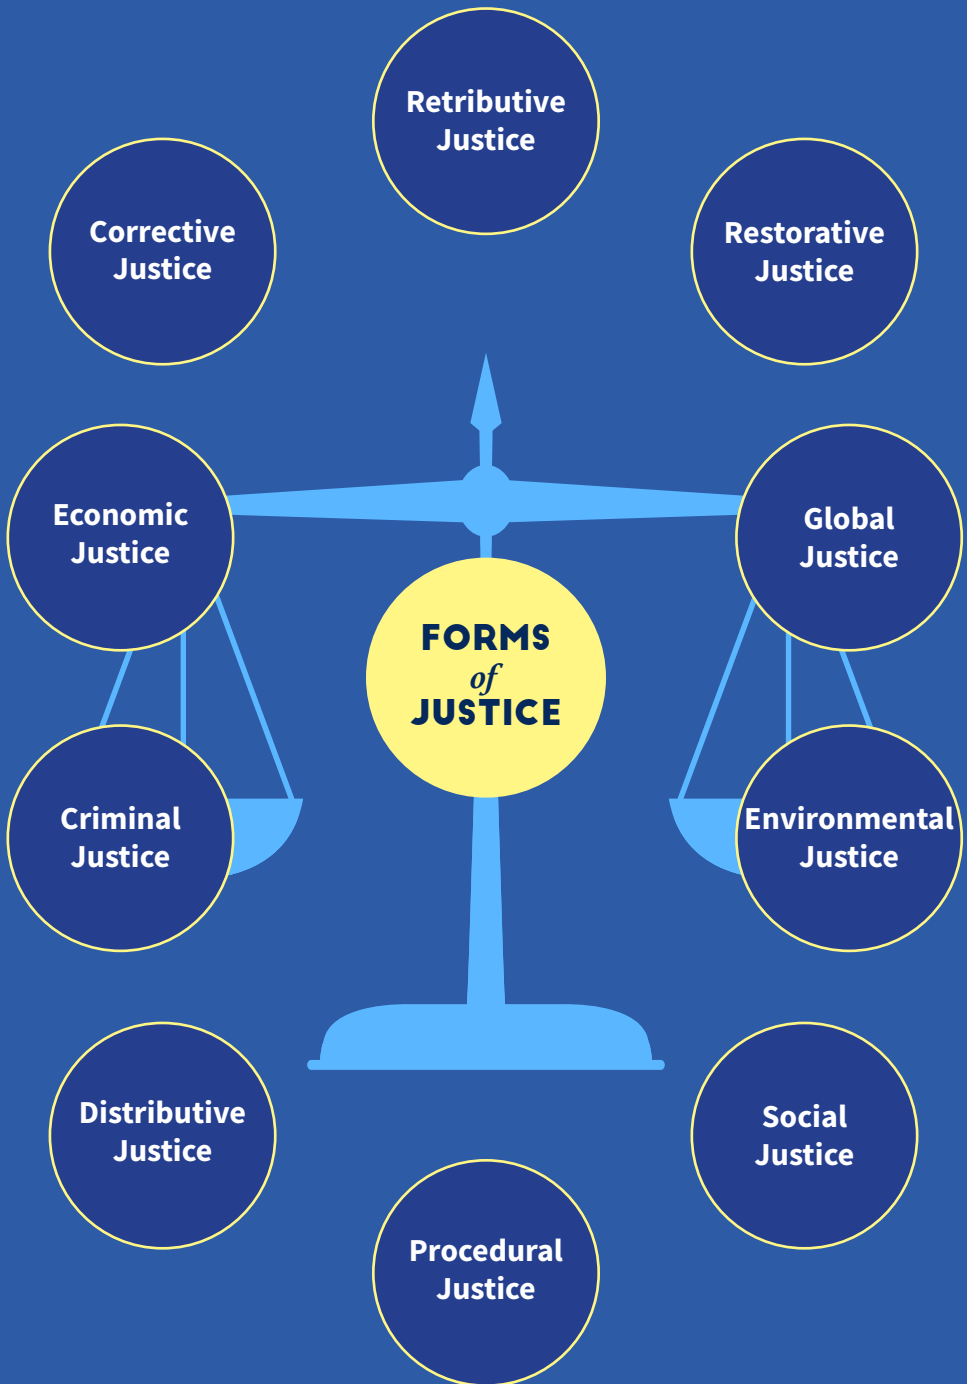 Retributive
Justice
Corrective
Justice
Restorative
Justice
Economic
Justice
Global
Justice
FORMS
of
JUSTICE
Criminal
Justice
Environmental
Justice
Distributive
Justice
Social
Justice
Procedural
Justice